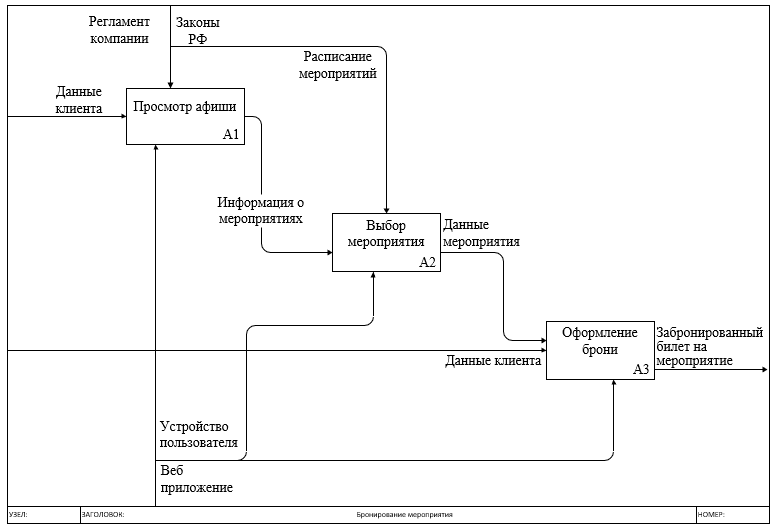 Регламент
компании
Законы
РФ
Расписание
мероприятий
Данные
клиента
Просмотр афиши
A1
Информация о
мероприятиях
Выбор
мероприятия
A2
Данные
мероприятия
Оформление
брони
A3
Забронированный
билет на
мероприятие
Данные клиента
Устройство
пользователя
Веб
приложение
УЗЕЛ:
ЗАГОЛОВОК:
Бронирование мероприятия
НОМЕР: